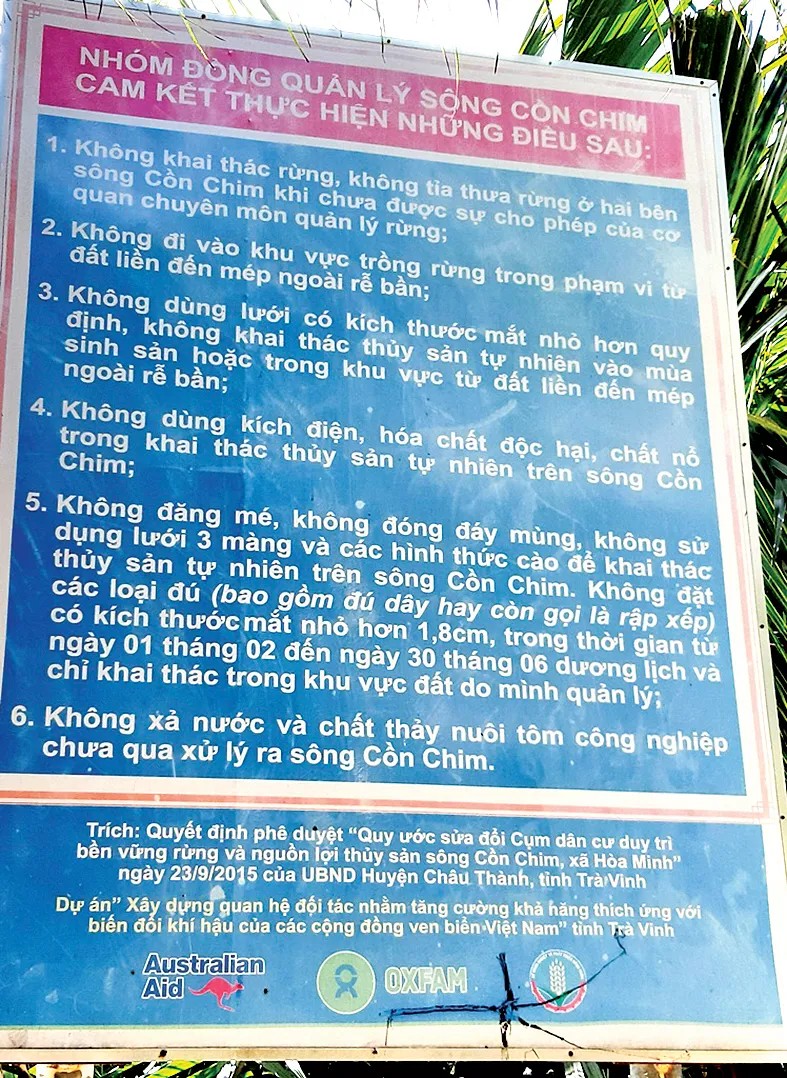 NHÓM ĐỒNG QUẢN LÝ SÔNG CỒN CHIM
CAM KẾT THỰC HIỆN NHỮNG ĐIỀU SAU:
1. Không khai thác rừng, không tỉa thưa rừng ở hai bên
sông Cồn Chim khi chưa được sự cho phép của cơ
quan chuyên môn quản lý rừng;
2. Không đi vào khu vực trồng rừng trong phạm vi từ
đất liền đến mép ngoài rễ bần;
3. Không dùng lưới có kích thước mắt nhỏ hơn quy
định, không khai thác thủy sản tự nhiên vào mùa
sinh sản hoặc trong khu vực từ đất liền đến mép
ngoài rễ bần;
4. Không dùng kích điện, hóa chất độc hại, chất nổ
trong khai thác thủy sản tự nhiên trên sông Cồn
Chim;
5. Không đăng mé, không đóng đáy mùng, không sử
dụng lưới 3 màng và các hình thức cào để khai thác
thủy sản tự nhiên trên sông Cồn Chim. Không đặt
các loại đú (bao gồm đú dây hay còn gọi là rập xếp)
có kích thước mắt nhỏ hơn 1,8cm, trong thời gian từ
ngày 01 tháng 02 đến ngày 30 tháng 06 dương lịch và
chỉ khai thác trong khu vực đất do mình quản lý;
6. Không xả nước và chất thảy nuôi tôm công nghiệp
chưa qua xử lý ra sông Cồn Chim.
Trích: Quyết định phê duyệt "Quy ước sửa đổi Cụm dân cư duy trì
bền vững rừng và nguồn lợi thủy sản sông Cồn Chim, xã Hòa Minh"
ngày 23/9/2015 của UBND Huyện Châu Thành, tỉnh Trà Vinh
Dự án" Xây dựng quan hệ đối tác nhằm tăng cường khả năng thích ứng với
biến đổi khí hậu của các cộng đồng ven biển Việt Nam" tỉnh Trà Vinh
Australian
Aid
OXFAM